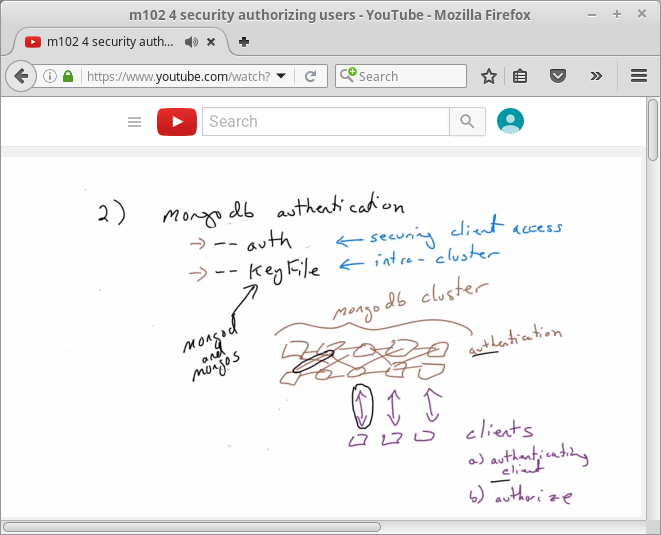 m102 4 security authorizing users - YouTube - Mozilla Firefox
m102 4 security auth...
https://www.youtube.com/watch?
Search
Search
2) mongodb authentication
→ -- auth ← securing client access
→ -- KeyFile ← intra-cluster
mongod
and
mongos
mongodb cluster
authentication
clients
a) authenticating
client
b) authorize